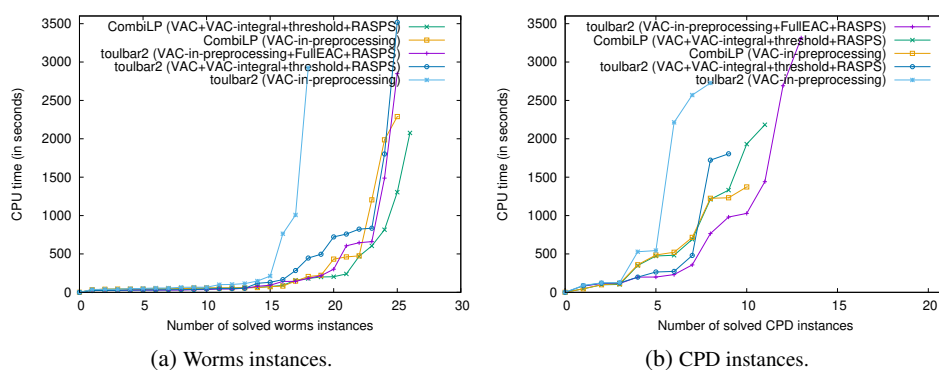 3500
3000
2500
2000
1500
1000
500
0
CPU time (in seconds)
CombiLP (VAC+VAC-integral+threshold+RASPS)
CombiLP (VAC-in-preprocessing)
toulbar2 (VAC-in-preprocessing+FullEAC+RASPS)
toulbar2 (VAC+VAC-integral+threshold+RASPS)
toulbar2 (VAC-in-preprocessing)
0 5 10 15 20 25 30
Number of solved worms instances
(a) Worms instances.
3500
3000
2500
2000
1500
1000
500
0
CPU time (in seconds)
toulbar2 (VAC-in-preprocessing+FullEAC+RASPS)
CombiLP (VAC+VAC-integral+threshold+RASPS)
CombiLP (VAC-in-preprocessing)
toulbar2 (VAC+VAC-integral+threshold+RASPS)
toulbar2 (VAC-in-preprocessing)
0 5 10 15 20
Number of solved CPD instances
(b) CPD instances.